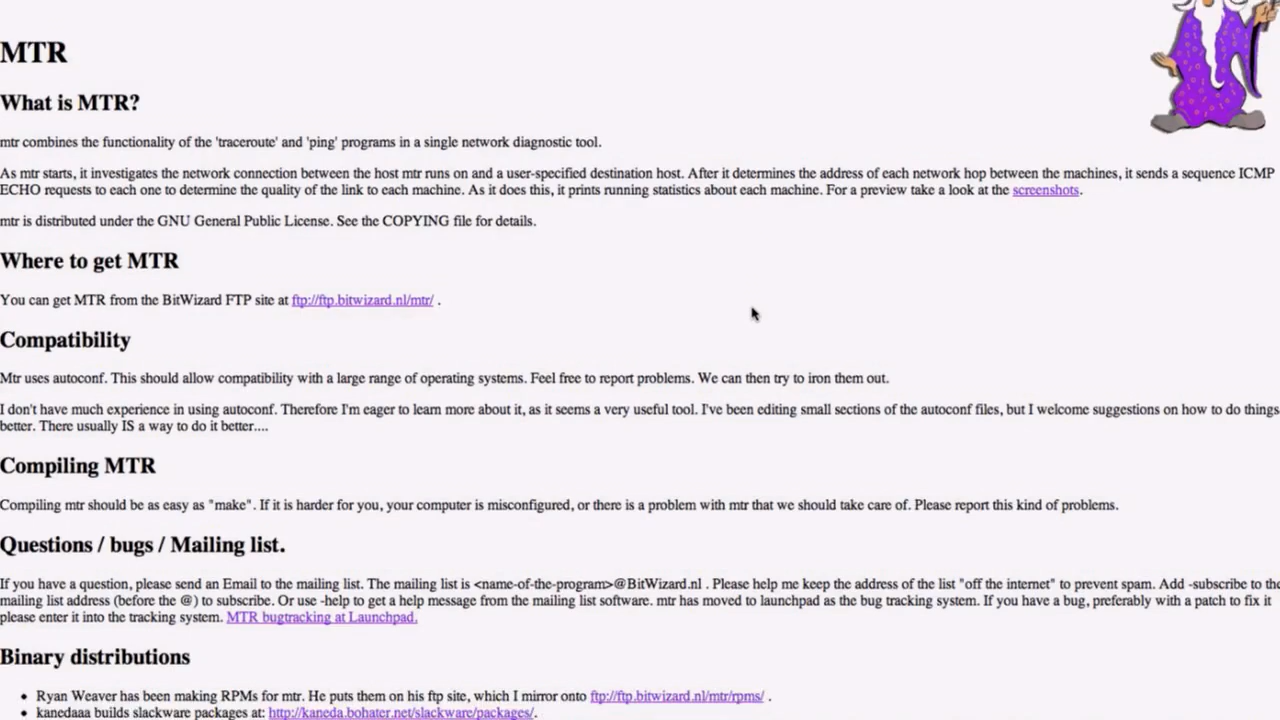 MTR
What is MTR?
mtr combines the functionality of the 'traceroute' and 'ping' programs in a single network diagnostic tool.
As mtr starts, it investigates the network connection between the host mtr runs on and a user-specified destination host. After it determines the address of each network hop between the machines, it sends a sequence ICMP
ECHO requests to each one to determine the quality of the link to each machine. As it does this, it prints running statistics about each machine. For a preview take a look at the screenshots.
mtr is distributed under the GNU General Public License. See the COPYING file for details.
Where to get MTR
You can get MTR from the BitWizard FTP site at ftp://ftp.bitwizard.nl/mtr/ .
Compatibility
Mtr uses autoconf. This should allow compatibility with a large range of operating systems. Feel free to report problems. We can then try to iron them out.
I don't have much experience in using autoconf. Therefore I'm eager to learn more about it, as it seems a very useful tool. I've been editing small sections of the autoconf files, but I welcome suggestions on how to do things
better. There usually IS a way to do it better....
Compiling MTR
Compiling mtr should be as easy as "make". If it is harder for you, your computer is misconfigured, or there is a problem with mtr that we should take care of. Please report this kind of problems.
Questions / bugs / Mailing list.
If you have a question, please send an Email to the mailing list. The mailing list is <name-of-the-program>@BitWizard.nl . Please help me keep the address of the list "off the internet" to prevent spam. Add -subscribe to the
mailing list address (before the @) to subscribe. Or use -help to get a help message from the mailing list software. mtr has moved to launchpad as the bug tracking system. If you have a bug, preferably with a patch to fix it
please enter it into the tracking system. MTR bugtracking at Launchpad.
Binary distributions
• Ryan Weaver has been making RPMs for mtr. He puts them on his ftp site, which I mirror onto ftp://ftp.bitwizard.nl/mtr/rpms/ .
• kanedaaa builds slackware packages at: http://kaneda.bohater.net/slackware/packages/.